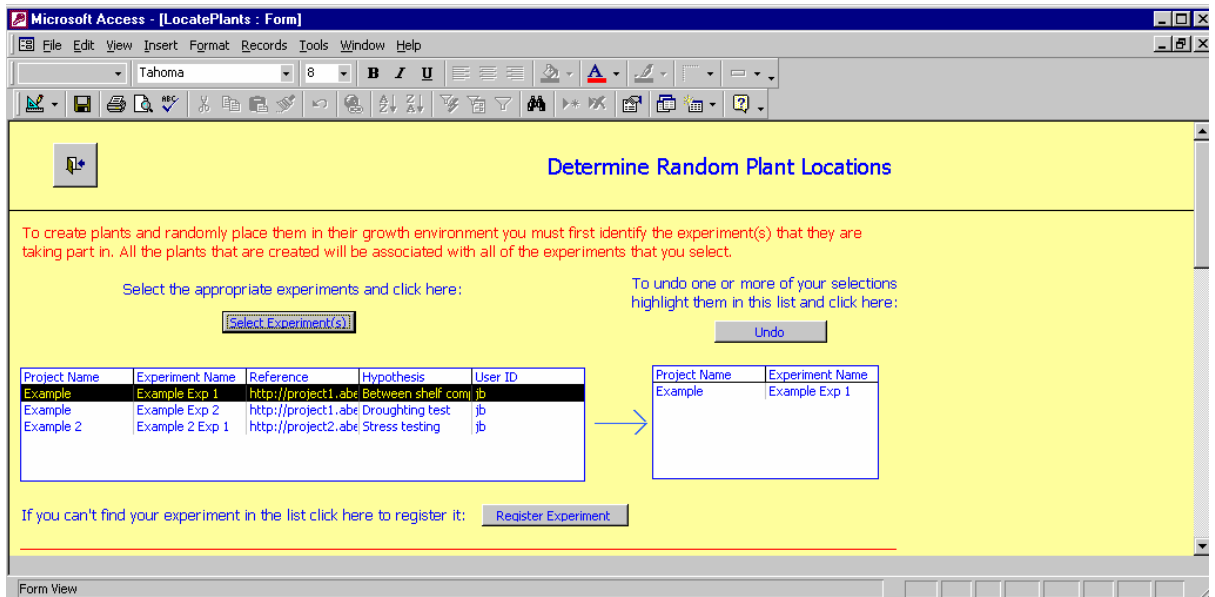 Microsoft Access - [LocatePlants : Form]
File Edit View Insert Format Records Tools Window Help
Tahoma 8 B I U A
ABC
Determine Random Plant Locations
To create plants and randomly place them in their growth environment you must first identify the experiment(s) that they are
taking part in. All the plants that are created will be associated with all of the experiments that you select.
Select the appropriate experiments and click here:
Select Experiment(s)
To undo one or more of your selections
highlight them in this list and click here:
Undo
Project Name Experiment Name Reference Hypothesis User ID
Example Example Exp 1 http://project1.abe Between shelf com jb
Example Example Exp 2 http://project1.abe Droughting test jb
Example 2 Example 2 Exp 1 http://project2.abe Stress testing jb
Project Name Experiment Name
Example Example Exp 1
If you can't find your experiment in the list click here to register it: Register Experiment
Form View